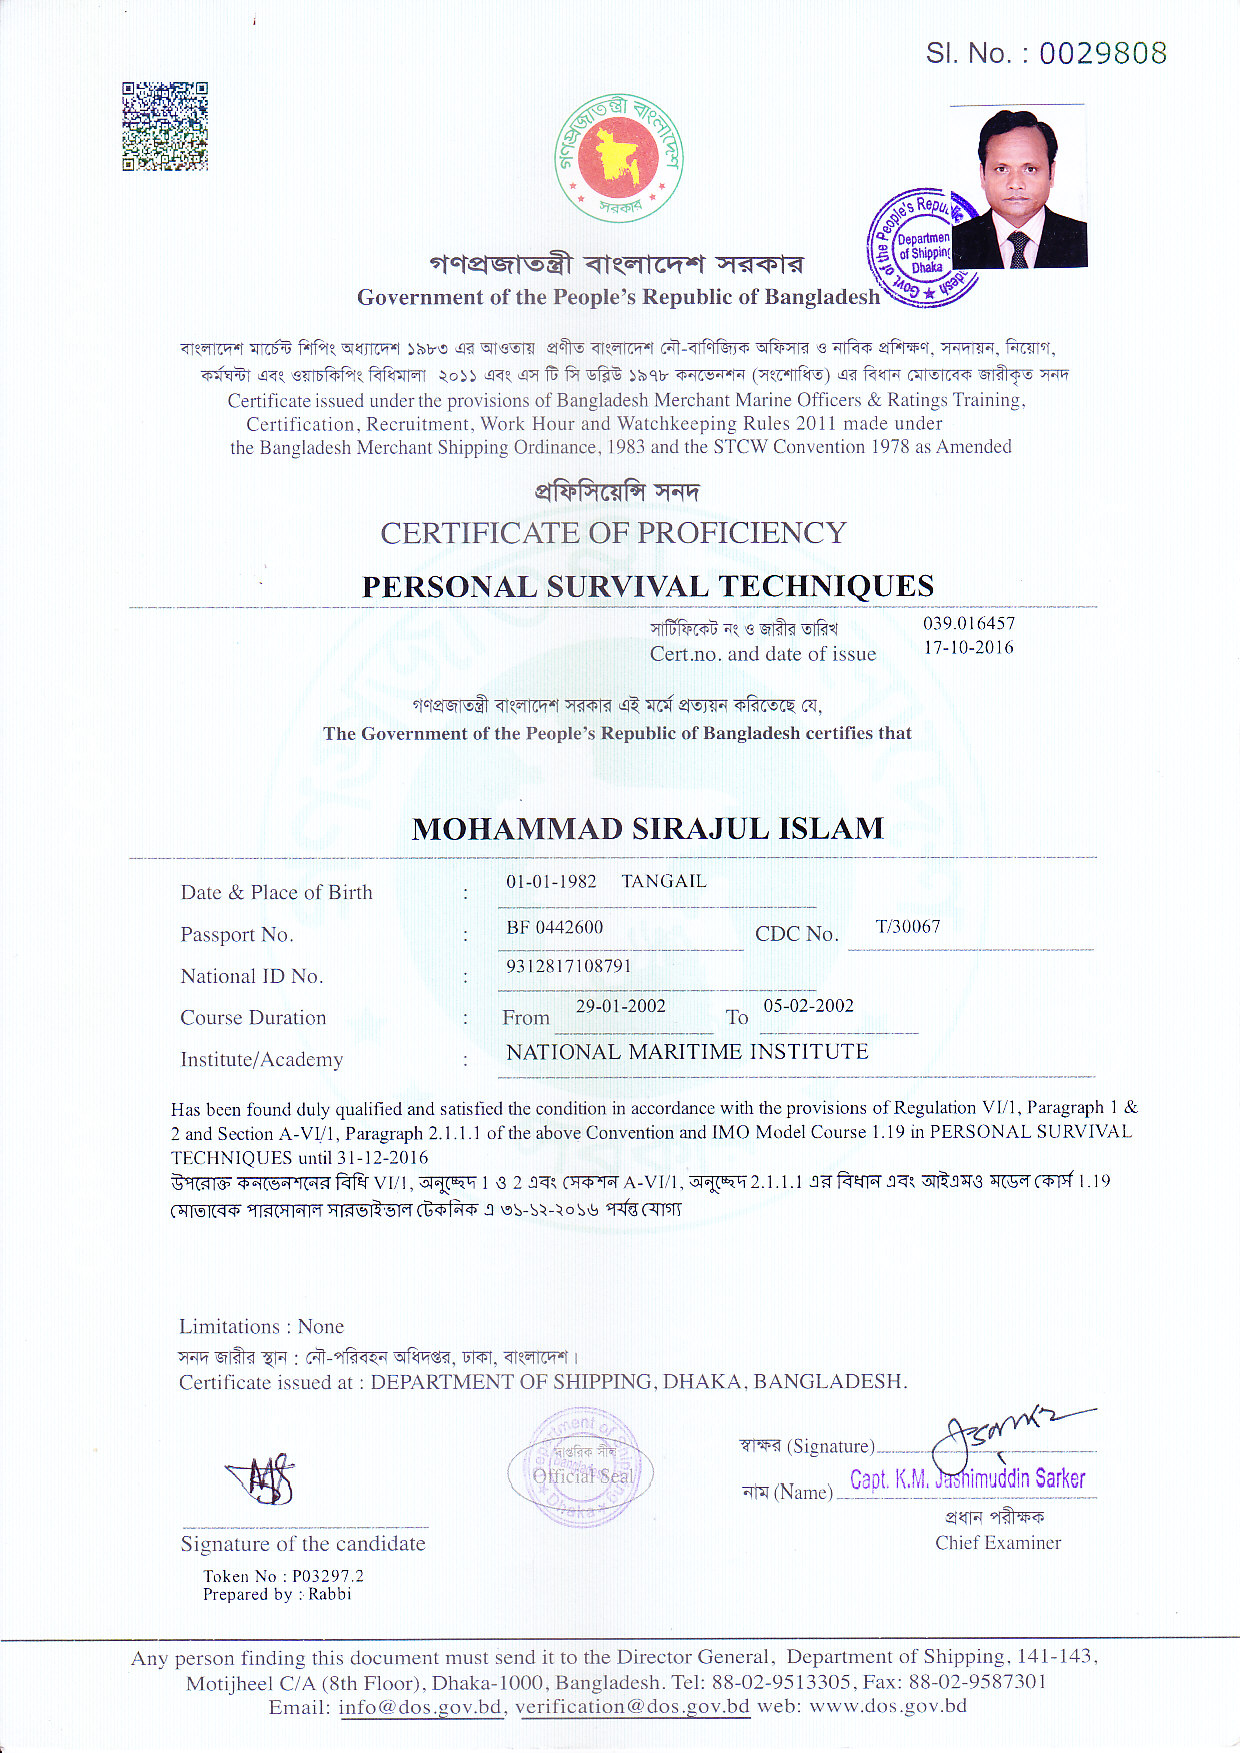 Sl. No. : 0029808
গণপ্রজাতন্ত্রী বাংলাদেশ
সরকার
Govt of the People's Repu
Departmen
of Shippin
Dhaka
গণপ্রজাতন্ত্রী বাংলাদেশ সরকার
Government of the People's Republic of Bangladesh
বাংলাদেশ মার্চেন্ট শিপিং অধ্যাদেশ ১৯৮৩ এর আওতায় প্রণীত বাংলাদেশ নৌ-বাণিজ্যিক অফিসার ও নাবিক প্রশিক্ষণ, সনদায়ন, নিয়োগ,
কর্মঘন্টা এবং ওয়াচকিপিং বিধিমালা ২০১১ এবং এস টি সি ডব্লিউ ১৯৭৮ কনভেনশন (সংশোধিত) এর বিধান মোতাবেক জারীকৃত সনদ
Certificate issued under the provisions of Bangladesh Merchant Marine Officers & Ratings Training,
Certification, Recruitment, Work Hour and Watchkeeping Rules 2011 made under
the Bangladesh Merchant Shipping Ordinance, 1983 and the STCW Convention 1978 as Amended
প্রফিসিয়েন্সি সনদ
CERTIFICATE OF PROFICIENCY
PERSONAL SURVIVAL TECHNIQUES
সার্টিফিকেট নং ও জারীর তারিখ 039.016457
Cert.no. and date of issue 17-10-2016
গণপ্রজাতন্ত্রী বাংলাদেশ সরকার এই মর্মে প্রত্যয়ন করিতেছে যে,
The Government of the People's Republic of Bangladesh certifies that
MOHAMMAD SIRAJUL ISLAM
Date & Place of Birth : 01-01-1982 TANGAIL
Passport No. : BF 0442600 CDC No. T/30067
National ID No. : 9312817108791
Course Duration : From 29-01-2002 To 05-02-2002
Institute/Academy : NATIONAL MARITIME INSTITUTE
Has been found duly qualified and satisfied the condition in accordance with the provisions of Regulation VI/1, Paragraph 1 &
2 and Section A-VI/1, Paragraph 2.1.1.1 of the above Convention and IMO Model Course 1.19 in PERSONAL SURVIVAL
TECHNIQUES until 31-12-2016
উপরোক্ত কনভেনশনের বিধি VI/1, অনুচ্ছেদ 1 ও 2 এবং সেকশন A-VI/1, অনুচ্ছেদ 2.1.1.1 এর বিধান এবং আইএমও মডেল কোর্স 1.19
মোতাবেক পারসোনাল সারভাইভাল টেকনিক এ ৩১-১২-২০১৬ পর্যন্ত যোগ্য
Limitations : None
সনদ জারীর স্থান : নৌ-পরিবহন অধিদপ্তর, ঢাকা, বাংলাদেশ।
Certificate issued at : DEPARTMENT OF SHIPPING, DHAKA, BANGLADESH.
দাপ্তরিক সীল
Official Seal
Dhaka
স্বাক্ষর (Signature)
নাম (Name) Capt. K.M. Jashimuddin Sarker
প্রধান পরীক্ষক
Chief Examiner
Signature of the candidate
Token No : P03297.2
Prepared by : Rabbi
Any person finding this document must send it to the Director General, Department of Shipping, 141-143,
Motijheel C/A (8th Floor), Dhaka-1000, Bangladesh. Tel: 88-02-9513305, Fax: 88-02-9587301
Email: info@dos.gov.bd, verification@dos.gov.bd web: www.dos.gov.bd